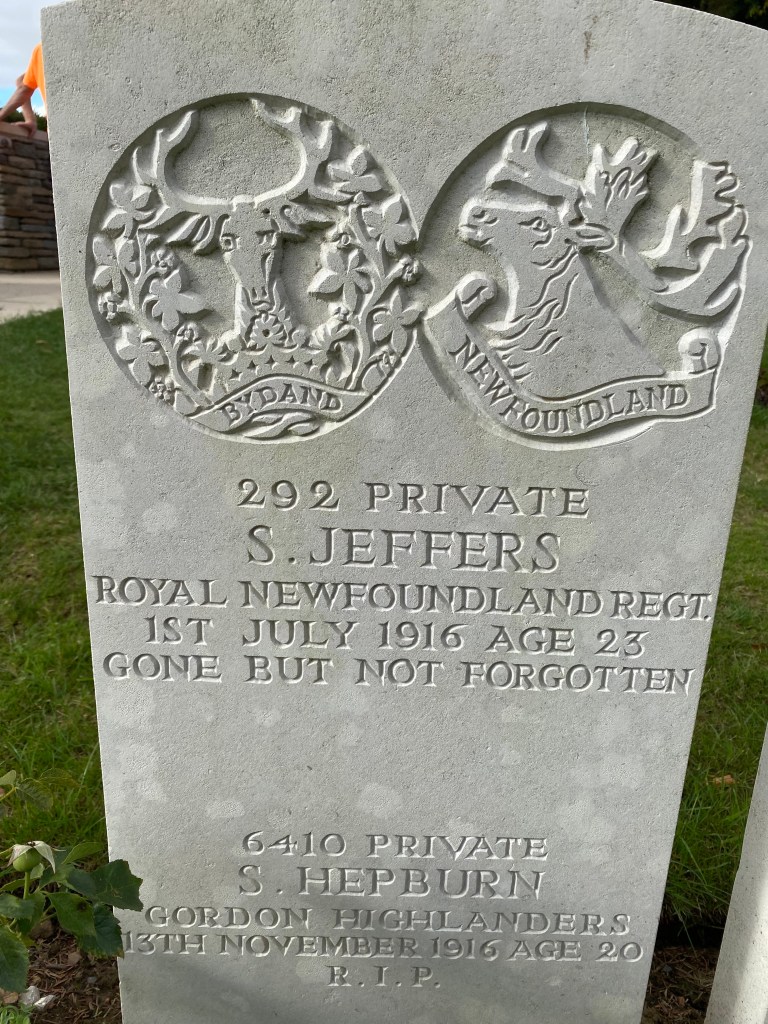 BYDAND
NEWFOUNDLAND
292 PRIVATE
S. JEFFERS
ROYAL NEWFOUNDLAND REGT.
1ST JULY 1916 AGE 23
GONE BUT NOT FORGOTTEN
6410 PRIVATE
S. HEPBURN
GORDON HIGHLANDERS
13TH NOVEMBER 1916 AGE 20
R.I.P.